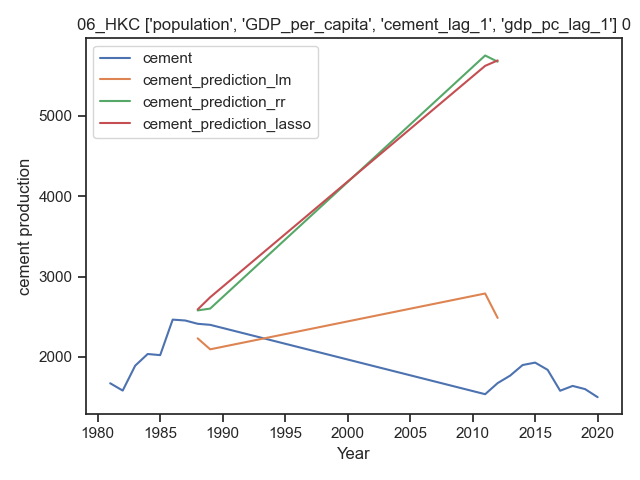 06_HKC ['population', 'GDP_per_capita', 'cement_lag_1', 'gdp_pc_lag_1'] 0
cement
cement_prediction_lm
cement_prediction_rr
cement_prediction_lasso
cement production
5000
4000
3000
2000
1980
1985
1990
1995
2000
2005
2010
2015
2020
Year